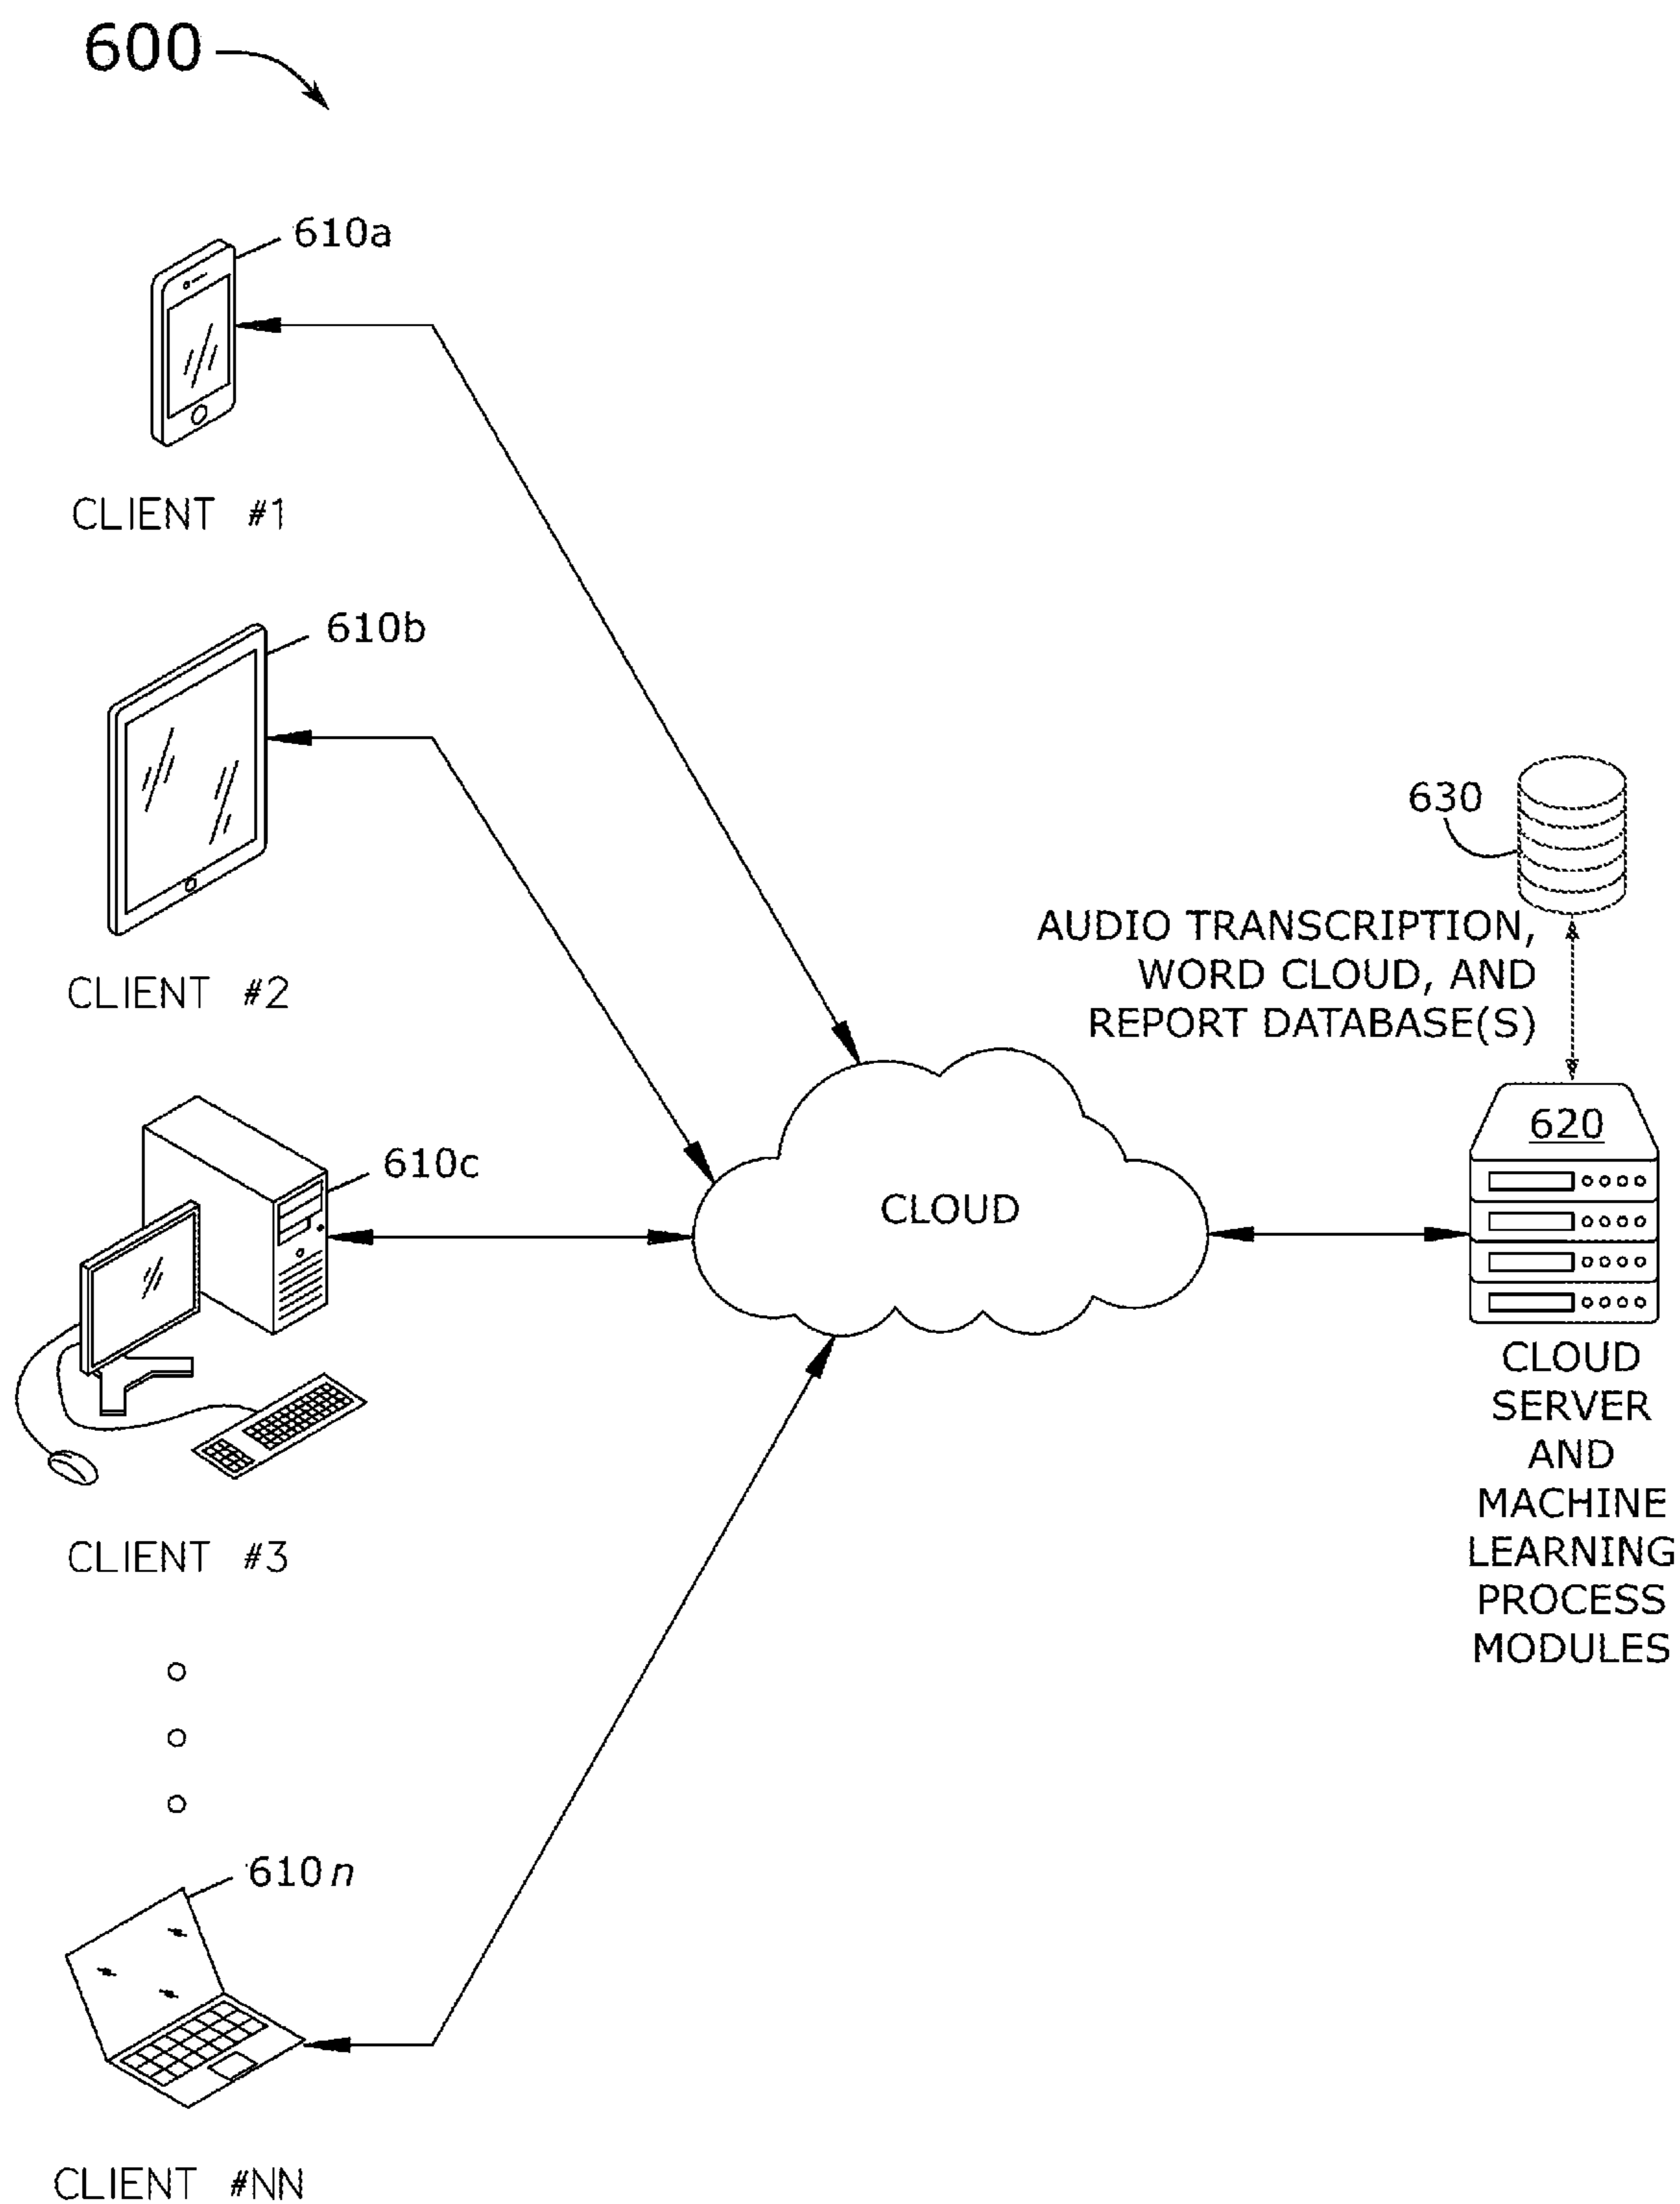 600
610a
CLIENT #1
610b
CLIENT #2
630
AUDIO TRANSCRIPTION,
WORD CLOUD, AND
REPORT DATABASE(S)
620
610c
CLOUD
CLOUD
SERVER
AND
MACHINE
LEARNING
PROCESS
MODULES
CLIENT #3
610n
CLIENT #NN